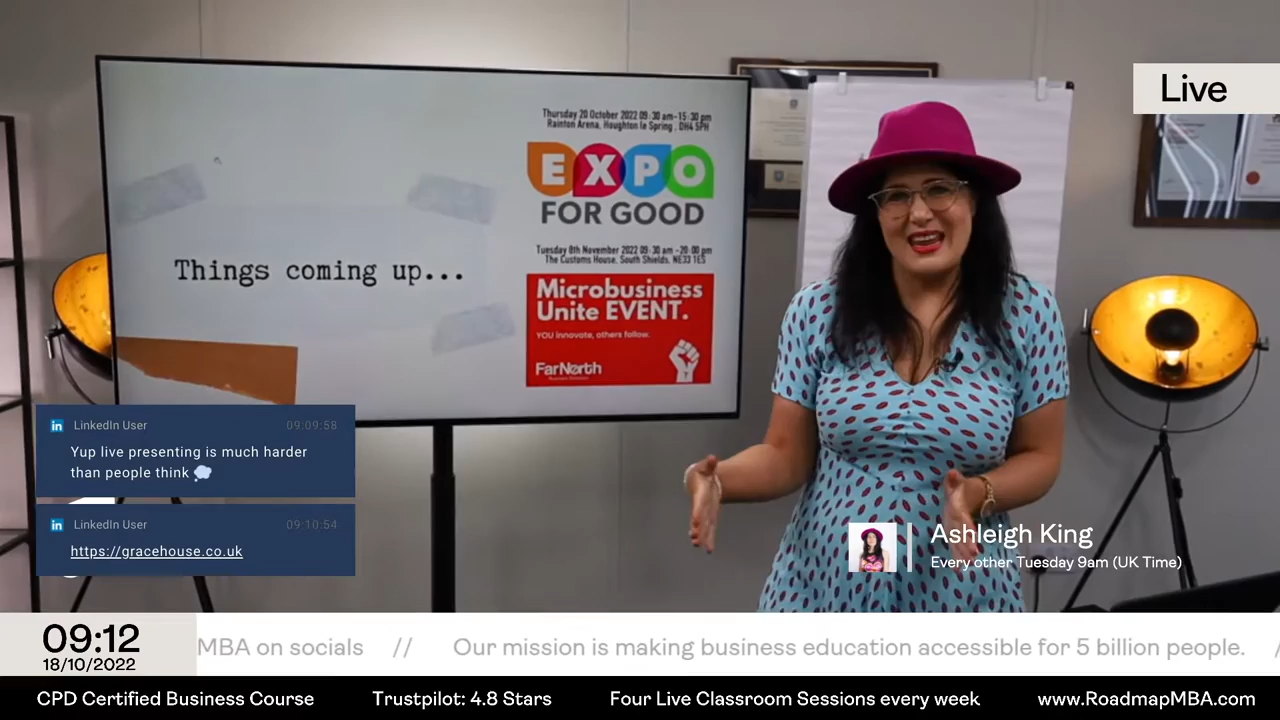 Thursday 20 October 2022 09:30 am-15:30 pm
Rainton Arena, Houghton le Spring, DH4 5PH
EXPO
FOR GOOD
Things coming up...
Tuesday 8th November 2022 09:30 am -20:00 pm
The Customs House, South Shields, NE33 1ES
Microbusiness
Unite EVENT.
YOU innovate, others follow.
FarNorth
Live
LinkedIn User 09:09:58
Yup live presenting is much harder
than people think 💭
LinkedIn User 09:10:54
https://gracehouse.co.uk
Ashleigh King
Every other Tuesday 9am (UK Time)
09:12
18/10/2022
MBA on socials // Our mission is making business education accessible for 5 billion people. /
CPD Certified Business Course Trustpilot: 4.8 Stars Four Live Classroom Sessions every week www.RoadmapMBA.com